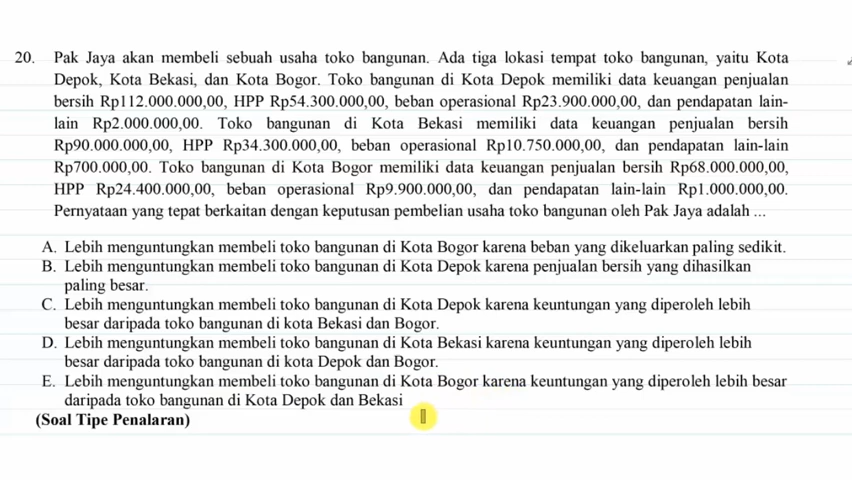 20. Pak Jaya akan membeli sebuah usaha toko bangunan. Ada tiga lokasi tempat toko bangunan, yaitu Kota
Depok, Kota Bekasi, dan Kota Bogor. Toko bangunan di Kota Depok memiliki data keuangan penjualan
bersih Rp112.000.000,00, HPP Rp54.300.000,00, beban operasional Rp23.900.000,00, dan pendapatan lain-
lain Rp2.000.000,00. Toko bangunan di Kota Bekasi memiliki data keuangan penjualan bersih
Rp90.000.000,00, HPP Rp34.300.000,00, beban operasional Rp10.750.000,00, dan pendapatan lain-lain
Rp700.000,00. Toko bangunan di Kota Bogor memiliki data keuangan penjualan bersih Rp68.000.000,00,
HPP Rp24.400.000,00, beban operasional Rp9.900.000,00, dan pendapatan lain-lain Rp1.000.000,00.
Pernyataan yang tepat berkaitan dengan keputusan pembelian usaha toko bangunan oleh Pak Jaya adalah ...
A. Lebih menguntungkan membeli toko bangunan di Kota Bogor karena beban yang dikeluarkan paling sedikit.
B. Lebih menguntungkan membeli toko bangunan di Kota Depok karena penjualan bersih yang dihasilkan
paling besar.
C. Lebih menguntungkan membeli toko bangunan di Kota Depok karena keuntungan yang diperoleh lebih
besar daripada toko bangunan di kota Bekasi dan Bogor.
D. Lebih menguntungkan membeli toko bangunan di Kota Bekasi karena keuntungan yang diperoleh lebih
besar daripada toko bangunan di kota Depok dan Bogor.
E. Lebih menguntungkan membeli toko bangunan di Kota Bogor karena keuntungan yang diperoleh lebih besar
daripada toko bangunan di Kota Depok dan Bekasi
(Soal Tipe Penalaran)